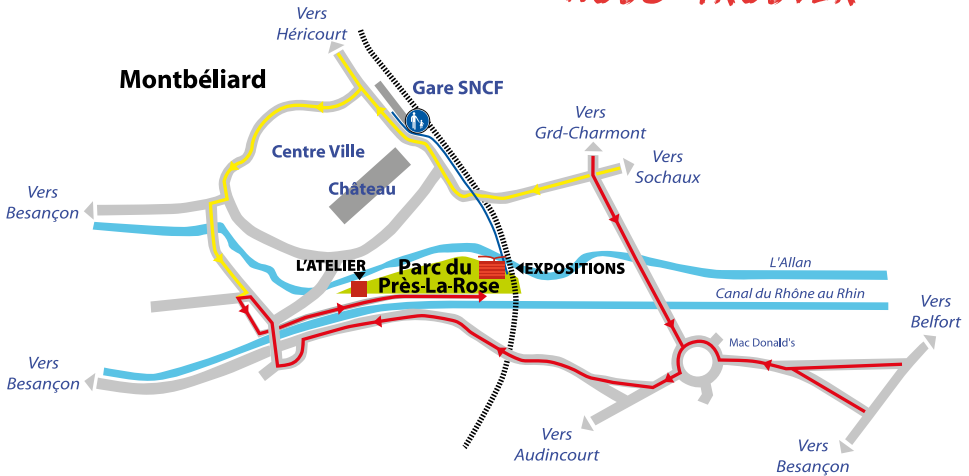 NOUS TROUVER
Vers
Héricourt
Montbéliard
Gare SNCF
Vers
Grd-Charmont
Vers
Sochaux
Centre Ville
Château
Vers
Besançon
L'ATELIER
Parc du
Près-La-Rose
EXPOSITIONS
L'Allan
Canal du Rhône au Rhin
Vers
Belfort
Mac Donald's
Vers
Besançon
Vers
Audincourt
Vers
Besançon